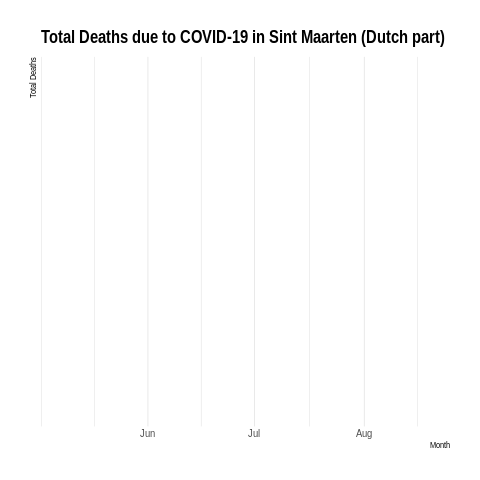 Total Deaths due to COVID-19 in Sint Maarten (Dutch part)
Total Deaths
Jun Jul Aug
Month